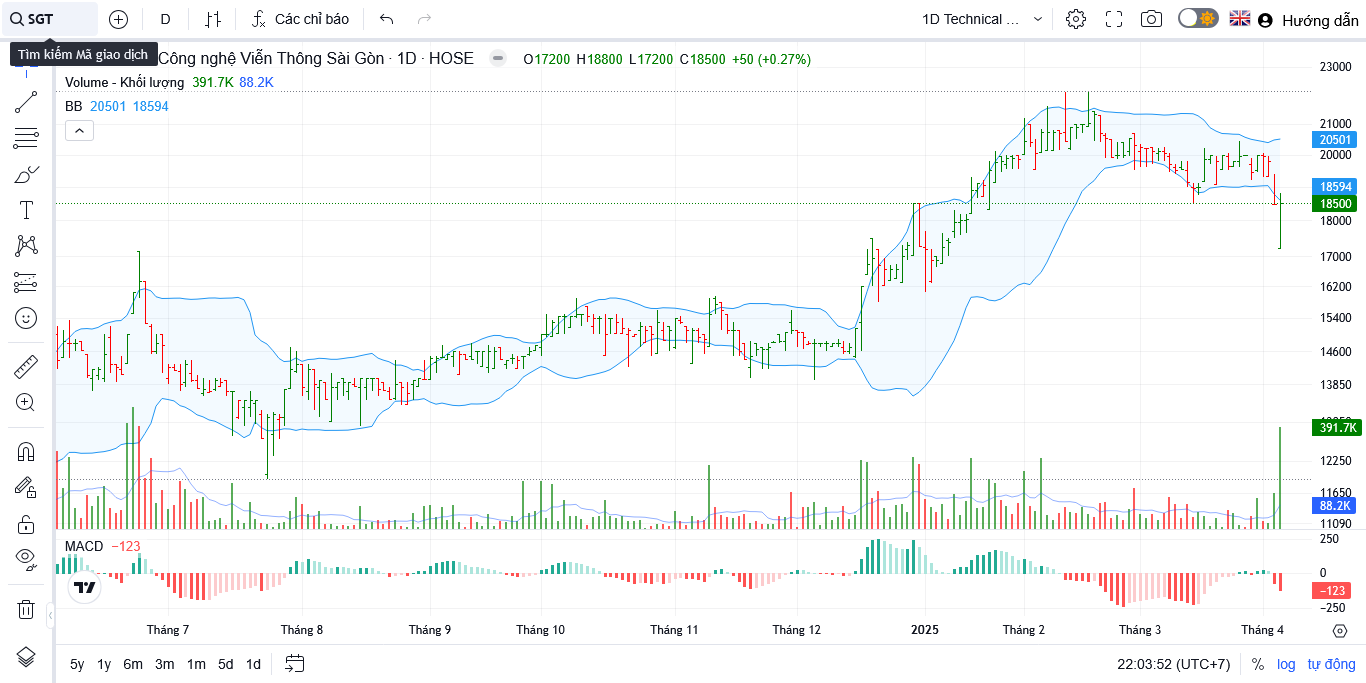 SGT
D
Các chỉ báo
1D Technical ...
Hướng dẫn
Tìm kiếm Mã giao dịch
Công nghệ Viễn Thông Sài Gòn · 1D · HOSE
O17200 H18800 L17200 C18500 +50 (+0.27%)
Volume - Khối lượng 391.7K 88.2K
BB 20501 18594
23000
21000
20501
20000
18594
18500
18000
17000
16200
15400
14600
13850
391.7K
12250
11650
88.2K
11090
MACD −123
250
0
−123
−250
Tháng 7
Tháng 8
Tháng 9
Tháng 10
Tháng 11
Tháng 12
2025
Tháng 2
Tháng 3
Tháng 4
5y 1y 6m 3m 1m 5d 1d
22:03:52 (UTC+7) % log tự động